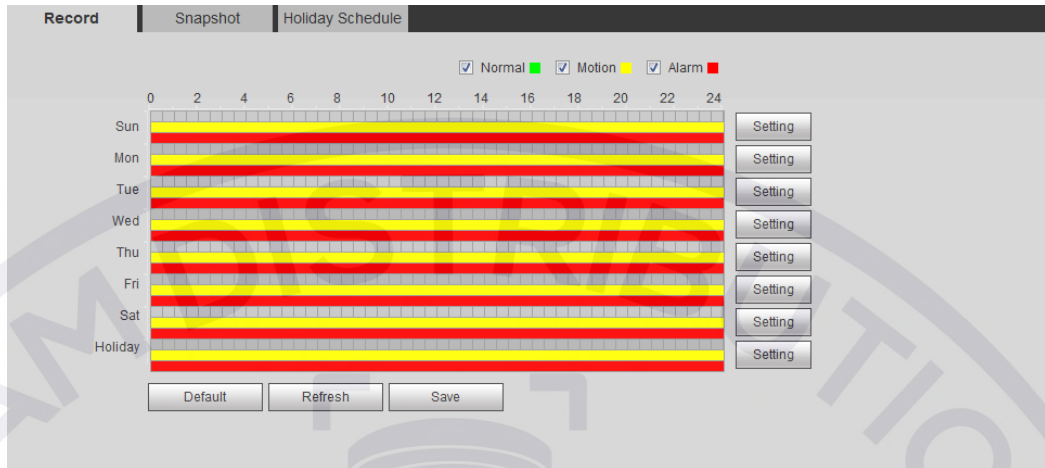 Record Snapshot Holiday Schedule
Normal Motion Alarm
0 2 4 6 8 10 12 14 16 18 20 22 24
Sun Setting
Mon Setting
Tue Setting
Wed Setting
Thu Setting
Fri Setting
Sat Setting
Holiday Setting
Default Refresh Save
AM DISTRIBUTIO